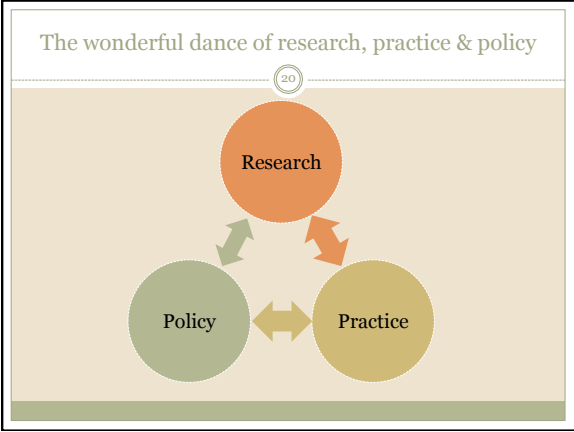 The wonderful dance of research, practice & policy
20
Research
Policy
Practice